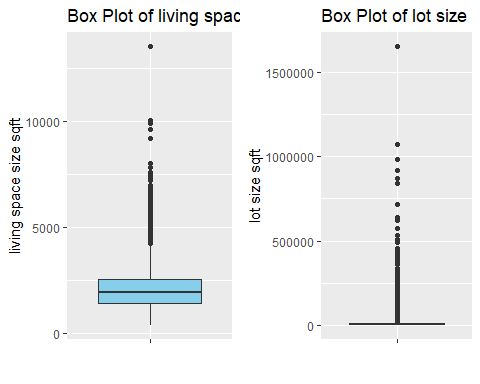 Box Plot of living spac
living space size sqft
10000
5000
0
Box Plot of lot size
lot size sqft
1500000
1000000
500000
0